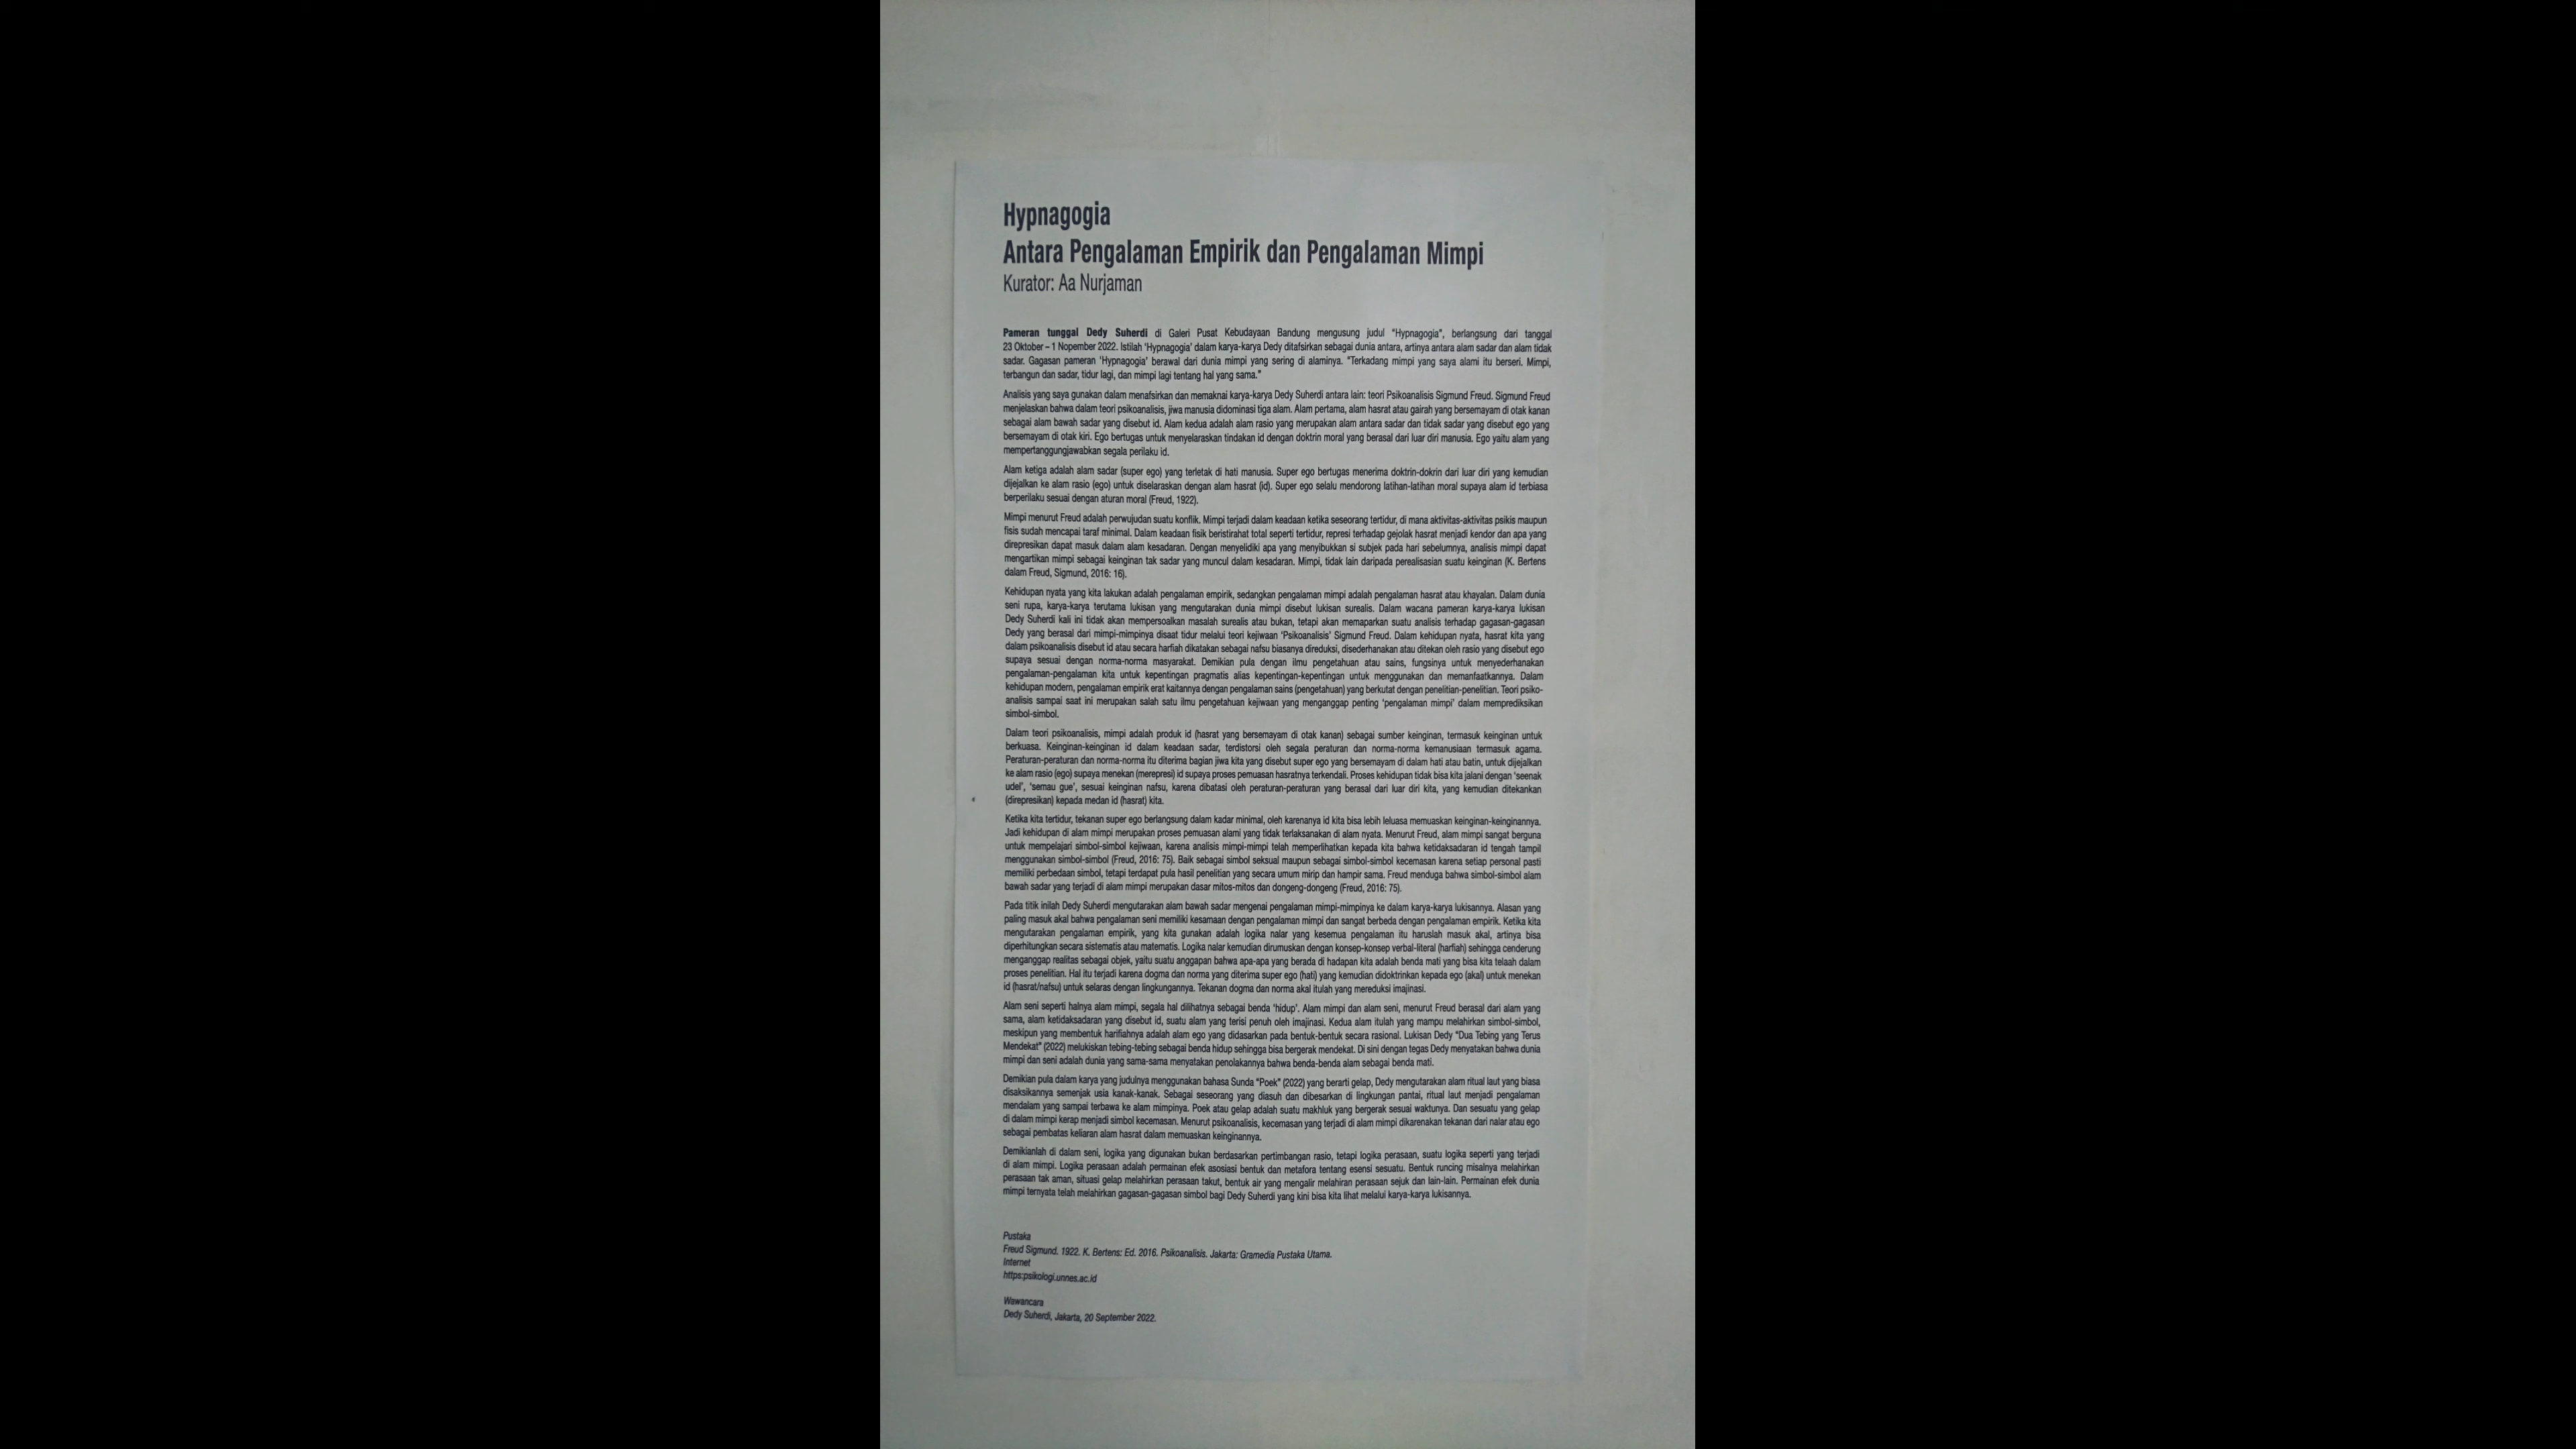 Hypnagogia
Antara Pengalaman Empirik dan Pengalaman Mimpi
Kurator: Aa Nurjaman
Pameran tunggal Dedy Suherdi di Galeri Pusat Kebudayaan Bandung mengusung judul "Hypnagogia", berlangsung dari tanggal
23 Oktober – 1 Nopember 2022. Istilah 'Hypnagogia' dalam karya-karya Dedy ditafsirkan sebagai dunia antara, artinya antara alam sadar dan alam tidak
sadar. Gagasan pameran 'Hypnagogia' berawal dari dunia mimpi yang sering di alaminya. "Terkadang mimpi yang saya alami itu berseri. Mimpi,
terbangun dan sadar, tidur lagi, dan mimpi lagi tentang hal yang sama."
Analisis yang saya gunakan dalam menafsirkan dan memaknai karya-karya Dedy Suherdi antara lain: teori Psikoanalisis Sigmund Freud. Sigmund Freud
menjelaskan bahwa dalam teori psikoanalisis, jiwa manusia didominasi tiga alam. Alam pertama, alam hasrat atau gairah yang bersemayam di otak kanan
sebagai alam bawah sadar yang disebut id. Alam kedua adalah alam rasio yang merupakan alam antara sadar dan tidak sadar yang disebut ego yang
bersemayam di otak kiri. Ego bertugas untuk menyelaraskan tindakan id dengan doktrin moral yang berasal dari luar diri manusia. Ego yaitu alam yang
mempertanggungjawabkan segala perilaku id.
Alam ketiga adalah alam sadar (super ego) yang terletak di hati manusia. Super ego bertugas menerima doktrin-dokrin dari luar diri yang kemudian
dijejalkan ke alam rasio (ego) untuk diselaraskan dengan alam hasrat (id). Super ego selalu mendorong latihan-latihan moral supaya alam id terbiasa
berperilaku sesuai dengan aturan moral (Freud, 1922).
Mimpi menurut Freud adalah perwujudan suatu konflik. Mimpi terjadi dalam keadaan ketika seseorang tertidur, di mana aktivitas-aktivitas psikis maupun
fisis sudah mencapai taraf minimal. Dalam keadaan fisik beristirahat total seperti tertidur, represi terhadap gejolak hasrat menjadi kendor dan apa yang
direpresikan dapat masuk dalam alam kesadaran. Dengan menyelidiki apa yang menyibukkan si subjek pada hari sebelumnya, analisis mimpi dapat
mengartikan mimpi sebagai keinginan tak sadar yang muncul dalam kesadaran. Mimpi, tidak lain daripada perealisasian suatu keinginan (K. Bertens
dalam Freud, Sigmund, 2016: 16).
Kehidupan nyata yang kita lakukan adalah pengalaman empirik, sedangkan pengalaman mimpi adalah pengalaman hasrat atau khayalan. Dalam dunia
seni rupa, karya-karya terutama lukisan yang mengutarakan dunia mimpi disebut lukisan surealis. Dalam wacana pameran karya-karya lukisan
Dedy Suherdi kali ini tidak akan mempersoalkan masalah surealis atau bukan, tetapi akan memaparkan suatu analisis terhadap gagasan-gagasan
Dedy yang berasal dari mimpi-mimpinya disaat tidur melalui teori kejiwaan 'Psikoanalisis' Sigmund Freud. Dalam kehidupan nyata, hasrat kita yang
dalam psikoanalisis disebut id atau secara harfiah dikatakan sebagai nafsu biasanya direduksi, disederhanakan atau ditekan oleh rasio yang disebut ego
supaya sesuai dengan norma-norma masyarakat. Demikian pula dengan ilmu pengetahuan atau sains, fungsinya untuk menyederhanakan
pengalaman-pengalaman kita untuk kepentingan pragmatis alias kepentingan-kepentingan untuk menggunakan dan memanfaatkannya. Dalam
kehidupan modern, pengalaman empirik erat kaitannya dengan pengalaman sains (pengetahuan) yang berkutat dengan penelitian-penelitian. Teori psiko-
analisis sampai saat ini merupakan salah satu ilmu pengetahuan kejiwaan yang menganggap penting 'pengalaman mimpi' dalam memprediksikan
simbol-simbol.
Dalam teori psikoanalisis, mimpi adalah produk id (hasrat yang bersemayam di otak kanan) sebagai sumber keinginan, termasuk keinginan untuk
berkuasa. Keinginan-keinginan id dalam keadaan sadar, terdistorsi oleh segala peraturan dan norma-norma kemanusiaan termasuk agama.
Peraturan-peraturan dan norma-norma itu diterima bagian jiwa kita yang disebut super ego yang bersemayam di dalam hati atau batin, untuk dijejalkan
ke alam rasio (ego) supaya menekan (merepresi) id supaya proses pemuasan hasratnya terkendali. Proses kehidupan tidak bisa kita jalani dengan 'seenak
udel', 'semau gue', sesuai keinginan nafsu, karena dibatasi oleh peraturan-peraturan yang berasal dari luar diri kita, yang kemudian ditekankan
(direpresikan) kepada medan id (hasrat) kita.
Ketika kita tertidur, tekanan super ego berlangsung dalam kadar minimal, oleh karenanya id kita bisa lebih leluasa memuaskan keinginan-keinginannya.
Jadi kehidupan di alam mimpi merupakan proses pemuasan alami yang tidak terlaksanakan di alam nyata. Menurut Freud, alam mimpi sangat berguna
untuk mempelajari simbol-simbol kejiwaan, karena analisis mimpi-mimpi telah memperlihatkan kepada kita bahwa ketidaksadaran id tengah tampil
menggunakan simbol-simbol (Freud, 2016: 75). Baik sebagai simbol seksual maupun sebagai simbol-simbol kecemasan karena setiap personal pasti
memiliki perbedaan simbol, tetapi terdapat pula hasil penelitian yang secara umum mirip dan hampir sama. Freud menduga bahwa simbol-simbol alam
bawah sadar yang terjadi di alam mimpi merupakan dasar mitos-mitos dan dongeng-dongeng (Freud, 2016: 75).
Pada titik inilah Dedy Suherdi mengutarakan alam bawah sadar mengenai pengalaman mimpi-mimpinya ke dalam karya-karya lukisannya. Alasan yang
paling masuk akal bahwa pengalaman seni memiliki kesamaan dengan pengalaman mimpi dan sangat berbeda dengan pengalaman empirik. Ketika kita
mengutarakan pengalaman empirik, yang kita gunakan adalah logika nalar yang kesemua pengalaman itu haruslah masuk akal, artinya bisa
diperhitungkan secara sistematis atau matematis. Logika nalar kemudian dirumuskan dengan konsep-konsep verbal-literal (harfiah) sehingga cenderung
menganggap realitas sebagai objek, yaitu suatu anggapan bahwa apa-apa yang berada di hadapan kita adalah benda mati yang bisa kita telaah dalam
proses penelitian. Hal itu terjadi karena dogma dan norma yang diterima super ego (hati) yang kemudian didoktrinkan kepada ego (akal) untuk menekan
id (hasrat/nafsu) untuk selaras dengan lingkungannya. Tekanan dogma dan norma akal itulah yang mereduksi imajinasi.
Alam seni seperti halnya alam mimpi, segala hal dilihatnya sebagai benda 'hidup'. Alam mimpi dan alam seni, menurut Freud berasal dari alam yang
sama, alam ketidaksadaran yang disebut id, suatu alam yang terisi penuh oleh imajinasi. Kedua alam itulah yang mampu melahirkan simbol-simbol,
meskipun yang membentuk harifiahnya adalah alam ego yang didasarkan pada bentuk-bentuk secara rasional. Lukisan Dedy "Dua Tebing yang Terus
Mendekat" (2022) melukiskan tebing-tebing sebagai benda hidup sehingga bisa bergerak mendekat. Di sini dengan tegas Dedy menyatakan bahwa dunia
mimpi dan seni adalah dunia yang sama-sama menyatakan penolakannya bahwa benda-benda alam sebagai benda mati.
Demikian pula dalam karya yang judulnya menggunakan bahasa Sunda "Poek" (2022) yang berarti gelap, Dedy mengutarakan alam ritual laut yang biasa
disaksikannya semenjak usia kanak-kanak. Sebagai seseorang yang diasuh dan dibesarkan di lingkungan pantai, ritual laut menjadi pengalaman
mendalam yang sampai terbawa ke alam mimpinya. Poek atau gelap adalah suatu makhluk yang bergerak sesuai waktunya. Dan sesuatu yang gelap
di dalam mimpi kerap menjadi simbol kecemasan. Menurut psikoanalisis, kecemasan yang terjadi di alam mimpi dikarenakan tekanan dari nalar atau ego
sebagai pembatas keliaran alam hasrat dalam memuaskan keinginannya.
Demikianlah di dalam seni, logika yang digunakan bukan berdasarkan pertimbangan rasio, tetapi logika perasaan, suatu logika seperti yang terjadi
di alam mimpi. Logika perasaan adalah permainan efek asosiasi bentuk dan metafora tentang esensi sesuatu. Bentuk runcing misalnya melahirkan
perasaan tak aman, situasi gelap melahirkan perasaan takut, bentuk air yang mengalir melahiran perasaan sejuk dan lain-lain. Permainan efek dunia
mimpi ternyata telah melahirkan gagasan-gagasan simbol bagi Dedy Suherdi yang kini bisa kita lihat melalui karya-karya lukisannya.
Pustaka
Freud Sigmund. 1922. K. Bertens: Ed. 2016. Psikoanalisis. Jakarta: Gramedia Pustaka Utama.
Internet
https:psikologi.unnes.ac.id
Wawancara
Dedy Suherdi, Jakarta, 20 September 2022.